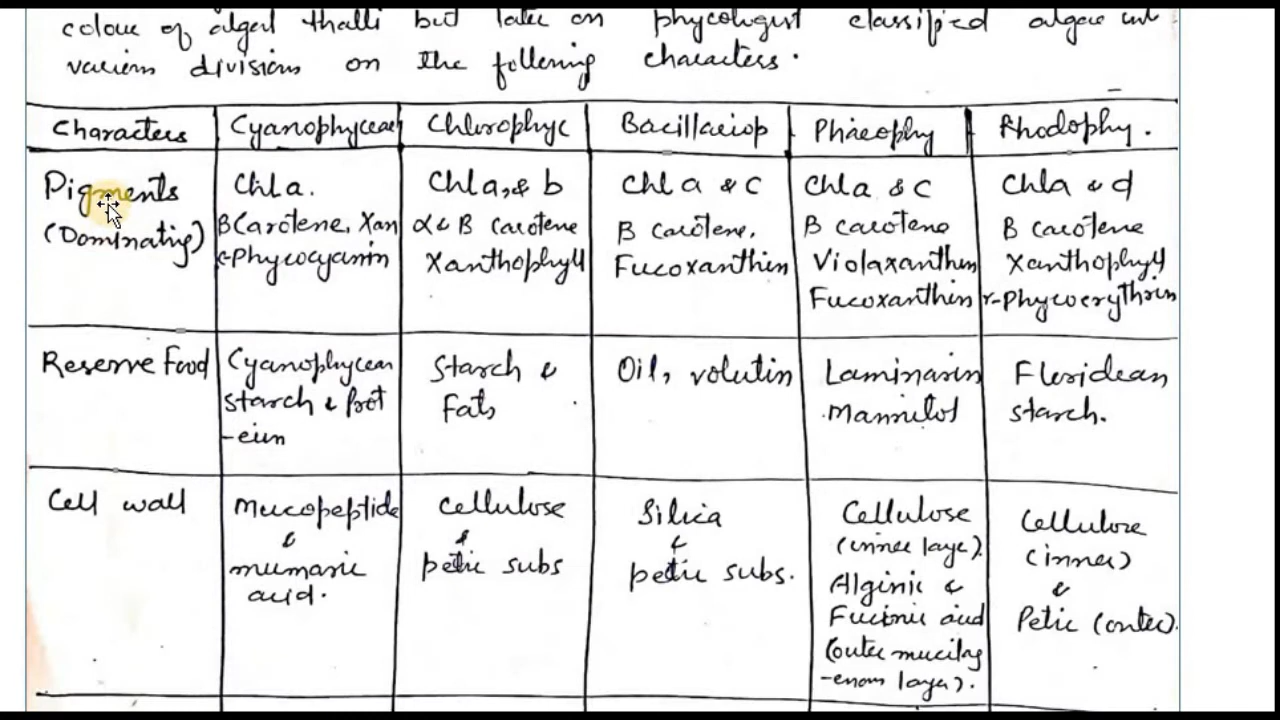 colour of algal thalli but later on phycologist classified algae into
various divisions on the following characters.
Characters
Cyanophyceae
Chlorophyc
Bacillariop
Phaeophy
Rhodophy.
Pigments
(Dominating)
Chl a.
β Carotene, Xan
c-Phycocyanin
Chl a, & b
α & β carotene
Xanthophyll
Chl a & c
β carotene,
Fucoxanthin
Chl a & c
β carotene
Violaxanthin
Fucoxanthin
Chl a & d
β carotene
Xanthophyll
r-Phycoerythrin
Reserve Food
Cyanophycean
starch & Prot
-ein
Starch &
Fats
Oil, volutin
Laminarin
Mannitol
Floridean
starch.
Cell wall
Mucopeptide
&
mumaric
acid.
Cellulose
&
petic subs
Silica
&
petic subs.
Cellulose
(inner laye).
Alginic &
Fucinic acid
(outer mucilag
-enous layer).
Cellulose
(inner)
&
Petic (outer).